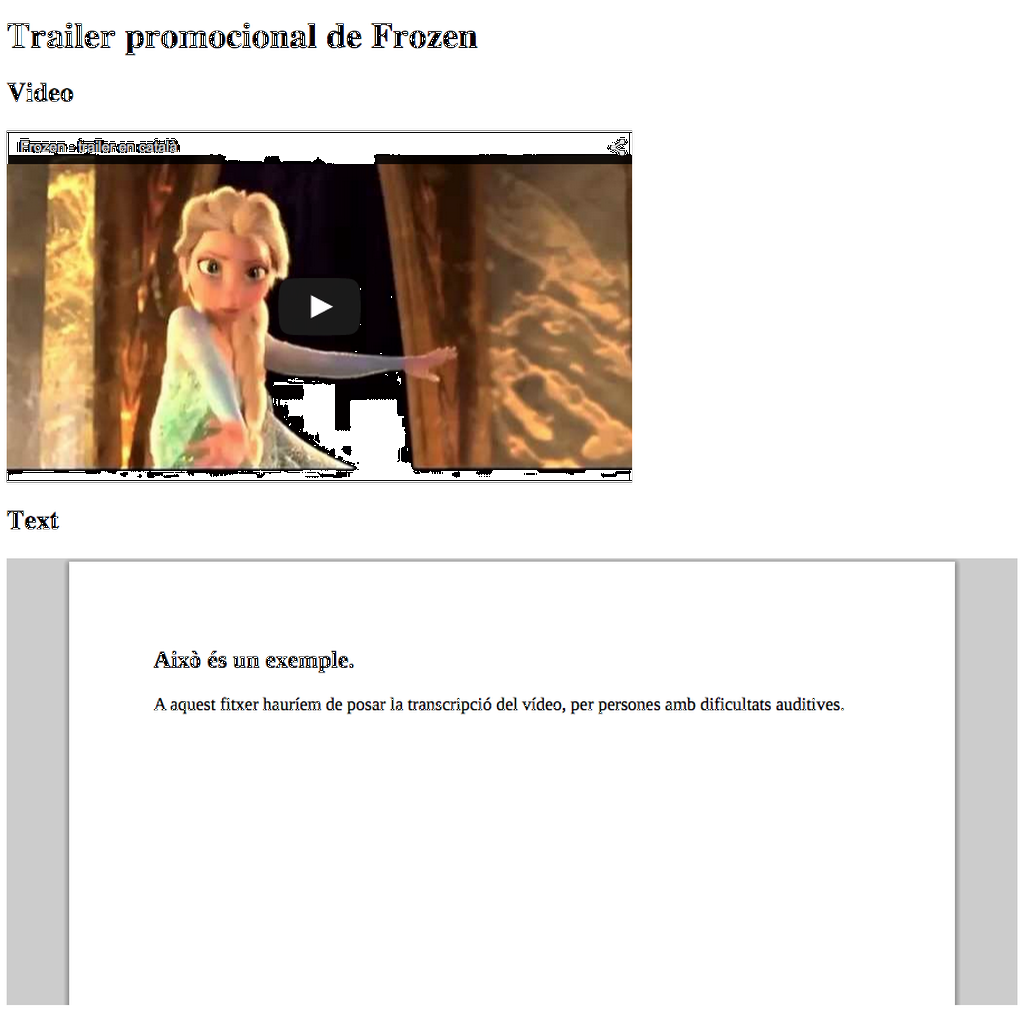 Trailer promocional de Frozen
Video
Frozen - trailer en català
Text
Això és un exemple.
A aquest fitxer hauríem de posar la transcripció del vídeo, per persones amb dificultats auditives.